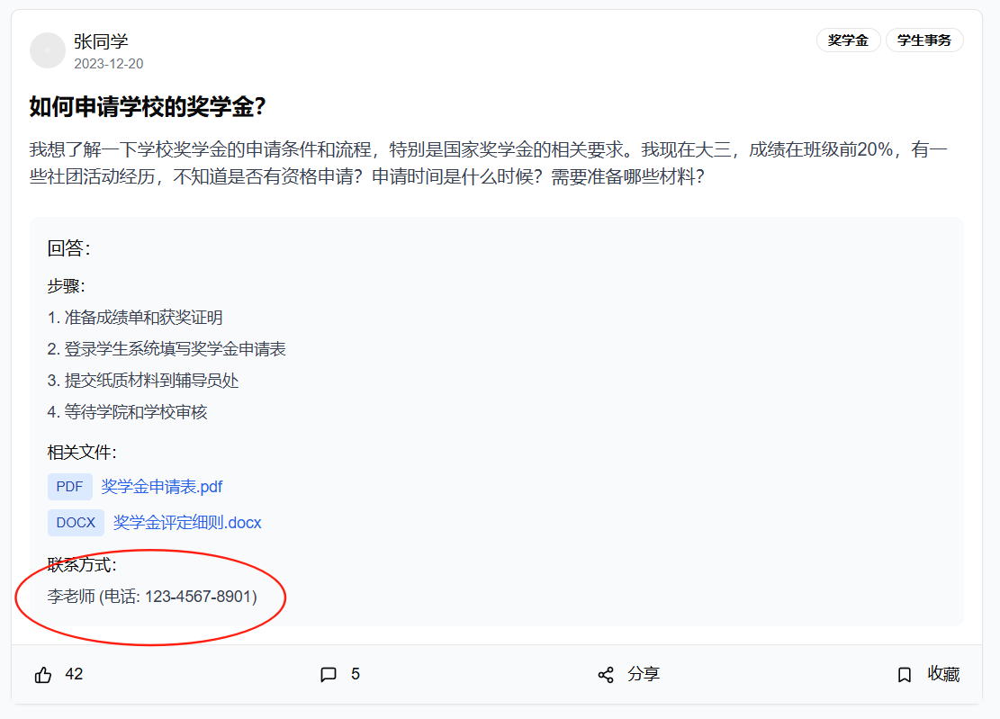 张同学
2023-12-20
奖学金
学生事务
如何申请学校的奖学金？
我想了解一下学校奖学金的申请条件和流程，特别是国家奖学金的相关要求。我现在大三，成绩在班级前20%，有一
些社团活动经历，不知道是否有资格申请？申请时间是什么时候？需要准备哪些材料？
回答：
步骤：
1. 准备成绩单和获奖证明
2. 登录学生系统填写奖学金申请表
3. 提交纸质材料到辅导员处
4. 等待学院和学校审核
相关文件：
PDF 奖学金申请表.pdf
DOCX 奖学金评定细则.docx
联系方式：
李老师 (电话: 123-4567-8901)
42
5
分享
收藏